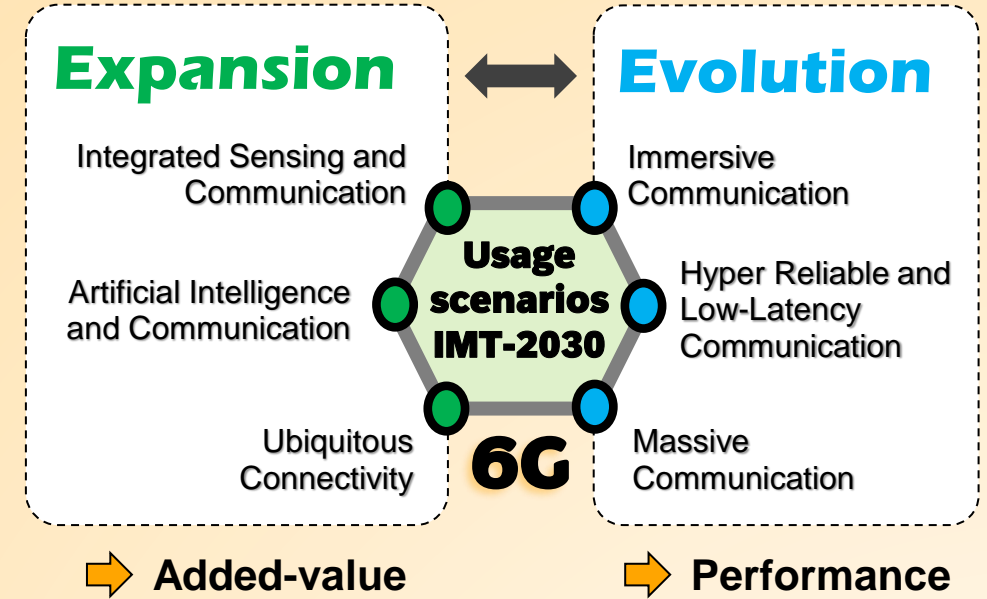 Expansion
Integrated Sensing and
Communication
Artificial Intelligence
and Communication
Ubiquitous
Connectivity
Usage
scenarios
IMT-2030
6G
Evolution
Immersive
Communication
Hyper Reliable and
Low-Latency
Communication
Massive
Communication
Added-value
Performance